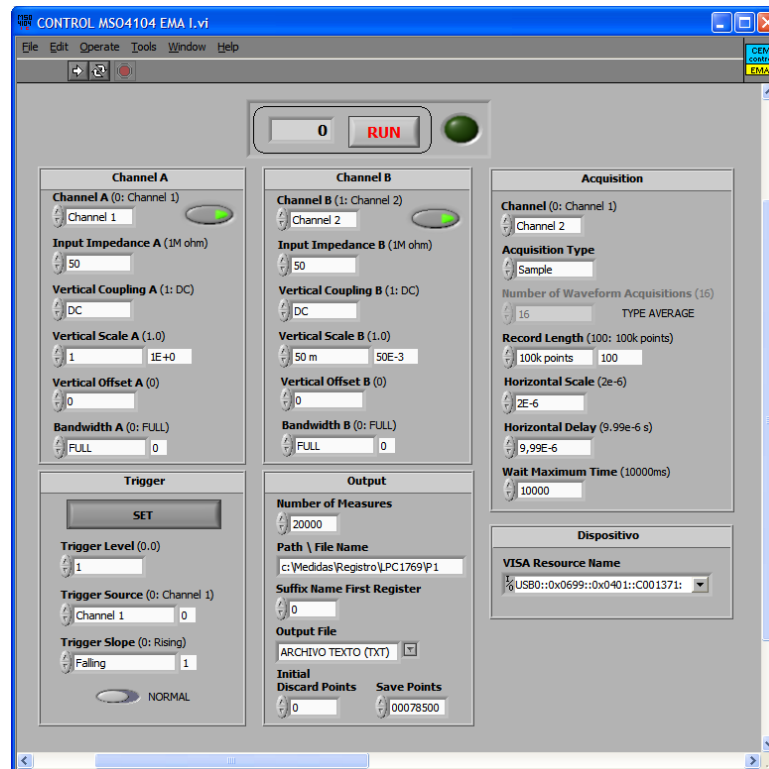 CONTROL MSO4104 EMA I.vi
File Edit Operate Tools Window Help
CEM
control
EMA
0 RUN
Channel A
Channel A (0: Channel 1)
Channel 1
Input Impedance A (1M ohm)
50
Vertical Coupling A (1: DC)
DC
Vertical Scale A (1.0)
1 1E+0
Vertical Offset A (0)
0
Bandwidth A (0: FULL)
FULL 0
Channel B
Channel B (1: Channel 2)
Channel 2
Input Impedance B (1M ohm)
50
Vertical Coupling B (1: DC)
DC
Vertical Scale B (1.0)
50 m 50E-3
Vertical Offset B (0)
0
Bandwidth B (0: FULL)
FULL 0
Acquisition
Channel (0: Channel 1)
Channel 2
Acquisition Type
Sample
Number of Waveform Acquisitions (16)
16 TYPE AVERAGE
Record Length (100: 100k points)
100k points 100
Horizontal Scale (2e-6)
2E-6
Horizontal Delay (9.99e-6 s)
9,99E-6
Wait Maximum Time (10000ms)
10000
Trigger
SET
Trigger Level (0.0)
1
Trigger Source (0: Channel 1)
Channel 1 0
Trigger Slope (0: Rising)
Falling 1
NORMAL
Output
Number of Measures
20000
Path \ File Name
c:\Medidas\Registro\LPC1769\P1
Suffix Name First Register
0
Output File
ARCHIVO TEXTO (TXT)
Initial
Discard Points Save Points
0 00078500
Dispositivo
VISA Resource Name
USB0::0x0699::0x0401::C001371: